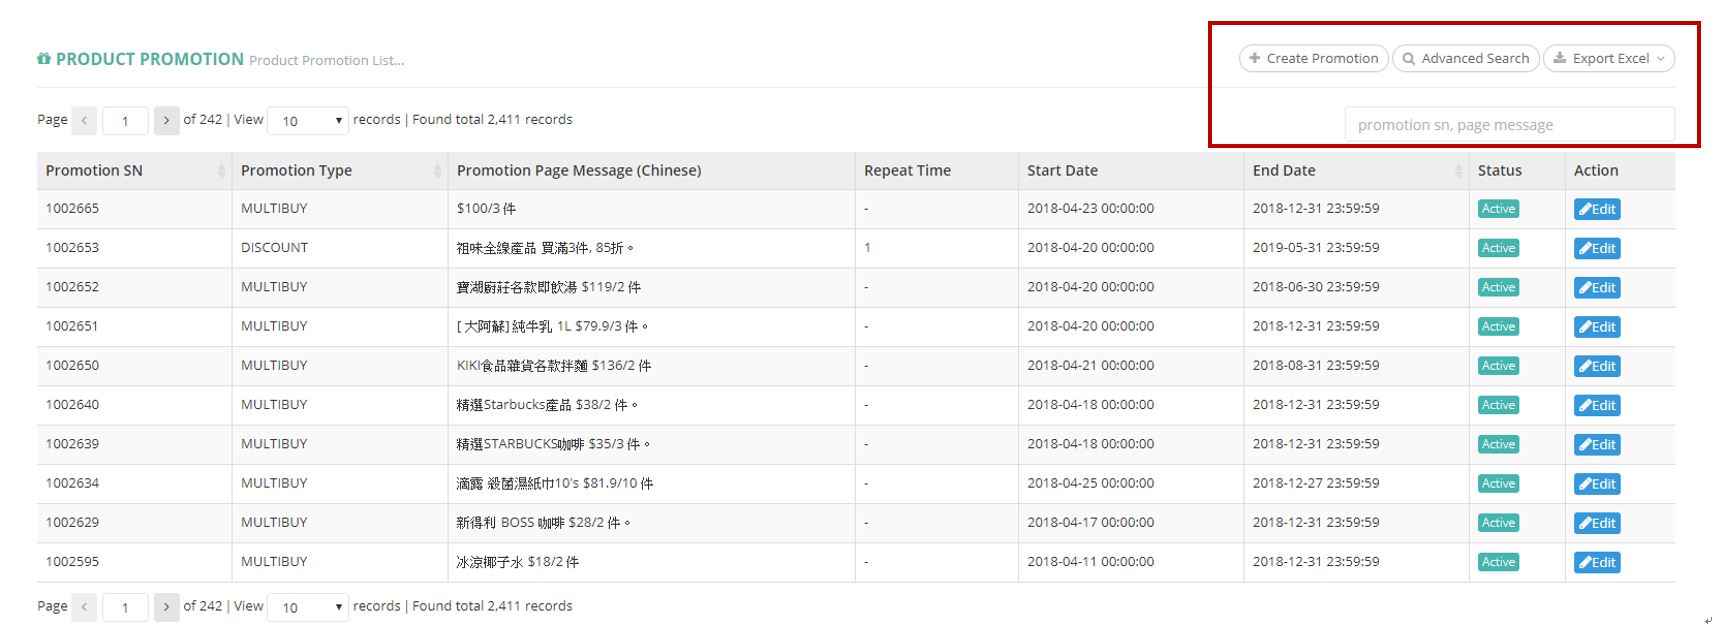 PRODUCT PROMOTION Product Promotion List...
Create Promotion Advanced Search Export Excel
Page < 1 > of 242 | View 10 records | Found total 2,411 records
promotion sn, page message
Promotion SN Promotion Type Promotion Page Message (Chinese) Repeat Time Start Date End Date Status Action
1002665 MULTIBUY $100/3 件 - 2018-04-23 00:00:00 2018-12-31 23:59:59 Active Edit
1002653 DISCOUNT 祖味全線產品 買滿3件, 85折。 1 2018-04-20 00:00:00 2019-05-31 23:59:59 Active Edit
1002652 MULTIBUY 寶湖廚莊各款即飲湯 $119/2 件 - 2018-04-20 00:00:00 2018-06-30 23:59:59 Active Edit
1002651 MULTIBUY [ 大阿蘇] 純牛乳 1L $79.9/3 件。 - 2018-04-20 00:00:00 2018-12-31 23:59:59 Active Edit
1002650 MULTIBUY KIKI食品雜貨各款拌麵 $136/2 件 - 2018-04-21 00:00:00 2018-08-31 23:59:59 Active Edit
1002640 MULTIBUY 精選Starbucks產品 $38/2 件。 - 2018-04-18 00:00:00 2018-12-31 23:59:59 Active Edit
1002639 MULTIBUY 精選STARBUCKS咖啡 $35/3 件。 - 2018-04-18 00:00:00 2018-12-31 23:59:59 Active Edit
1002634 MULTIBUY 滴露 殺菌濕紙巾10's $81.9/10 件 - 2018-04-25 00:00:00 2018-12-27 23:59:59 Active Edit
1002629 MULTIBUY 新得利 BOSS 咖啡 $28/2 件。 - 2018-04-17 00:00:00 2018-12-31 23:59:59 Active Edit
1002595 MULTIBUY 冰涼椰子水 $18/2 件 - 2018-04-11 00:00:00 2018-12-31 23:59:59 Active Edit
Page < 1 > of 242 | View 10 records | Found total 2,411 records